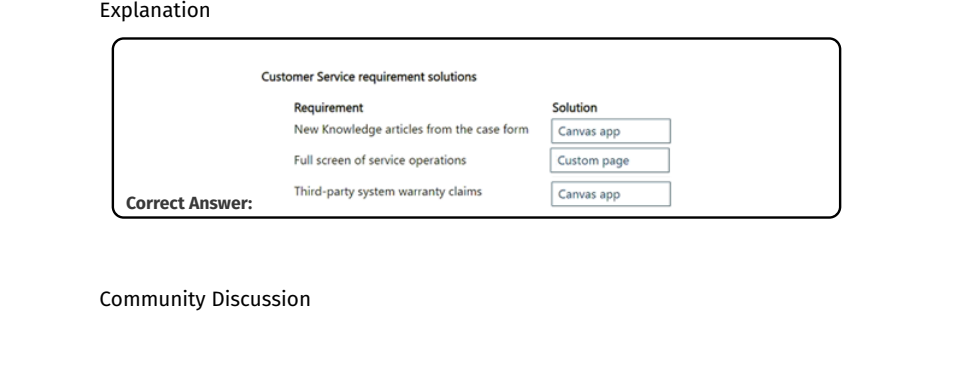 Explanation
Customer Service requirement solutions
Requirement Solution
New Knowledge articles from the case form Canvas app
Full screen of service operations Custom page
Third-party system warranty claims Canvas app
Correct Answer:
Community Discussion